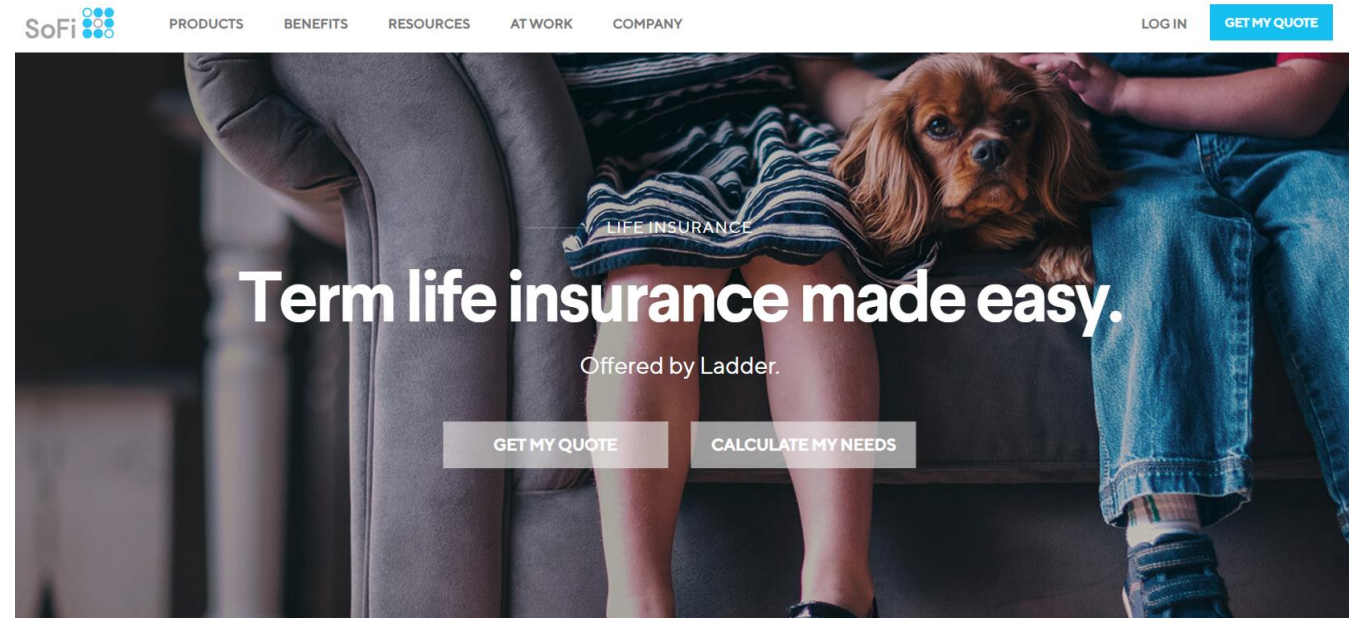 SoFi
PRODUCTS
BENEFITS
RESOURCES
AT WORK
COMPANY
LOG IN
GET MY QUOTE
LIFE INSURANCE
Term life insurance made easy.
Offered by Ladder.
GET MY QUOTE
CALCULATE MY NEEDS